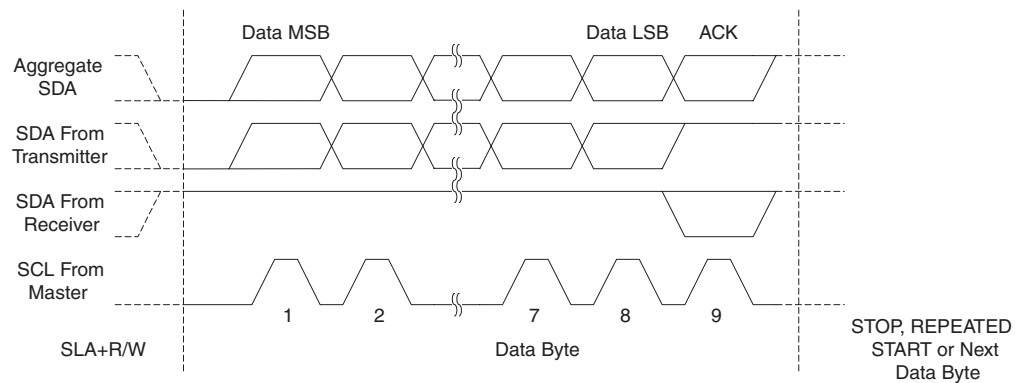 Data MSB
Data LSB
ACK
Aggregate
SDA
SDA From
Transmitter
SDA From
Receiver
SCL From
Master
1
2
7
8
9
SLA+R/W
Data Byte
STOP, REPEATED
START or Next
Data Byte